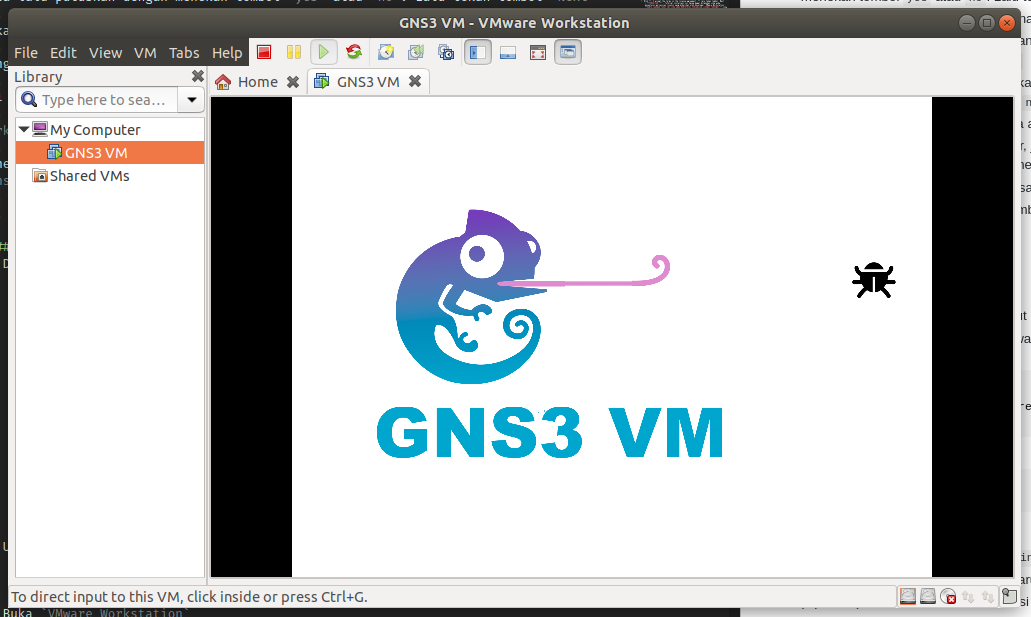 GNS3 VM - VMware Workstation
File Edit View VM Tabs Help
Library
Home
GNS3 VM
Type here to sea...
My Computer
GNS3 VM
Shared VMs
GNS3 VM
To direct input to this VM, click inside or press Ctrl+G.
Buka `VMware Workstation`